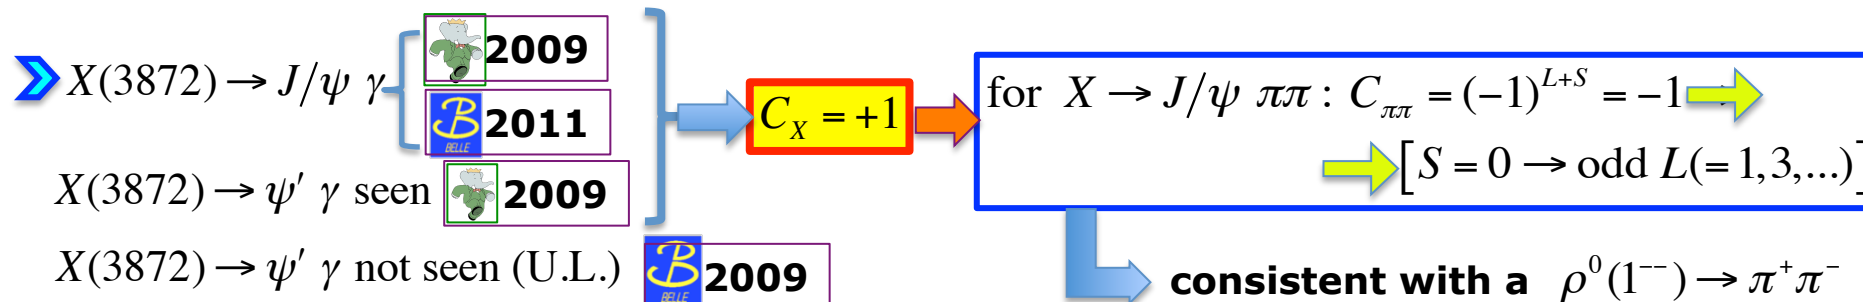 2009
X(3872) → J/ψ γ
BELLE 2011
X(3872) → ψ′ γ seen 2009
X(3872) → ψ′ γ not seen (U.L.) BELLE 2009
C_X = +1
for X → J/ψ ππ : C_ππ = (−1)^{L+S} = −1 →
[S = 0 → odd L(= 1,3,...)]
consistent with a ρ⁰(1⁻⁻) → π⁺π⁻